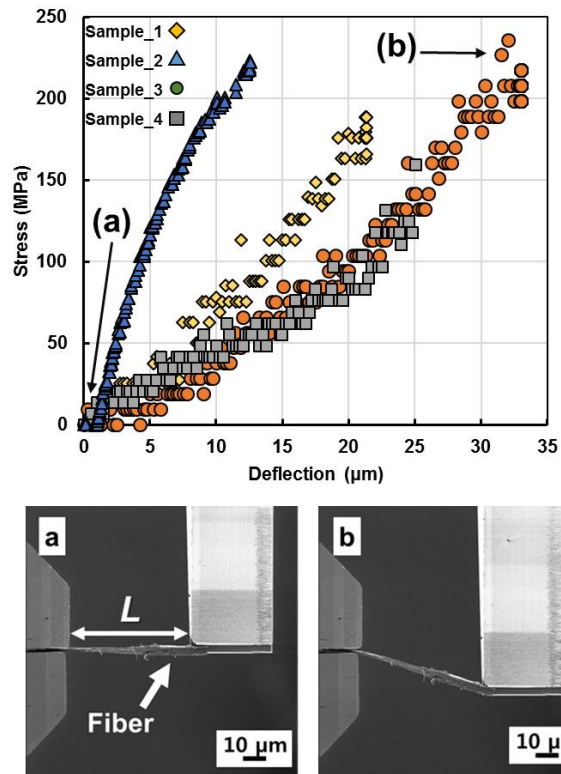 250
200
150
100
50
0
Stress (MPa)
Sample_1
Sample_2
Sample_3
Sample_4
(a)
(b)
0 5 10 15 20 25 30 35
Deflection (µm)
a
L
Fiber
10 µm
b
10 µm